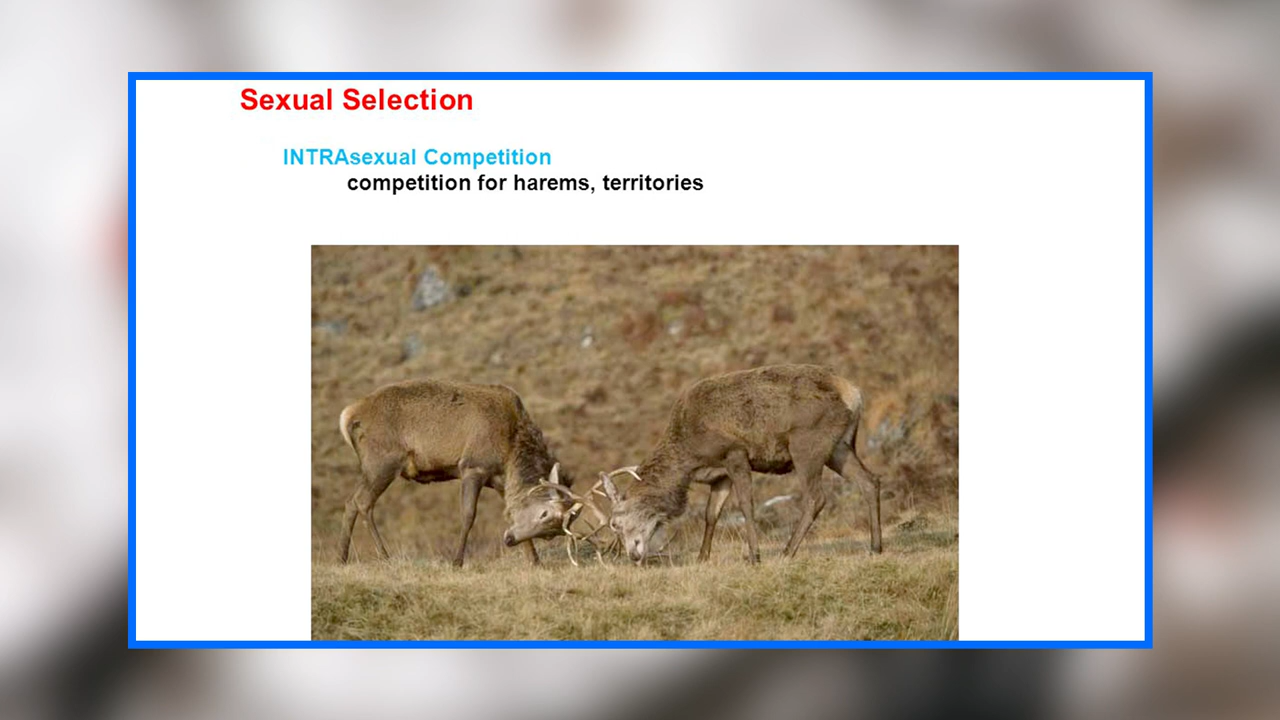 Sexual Selection
INTRAsexual Competition
competition for harems, territories